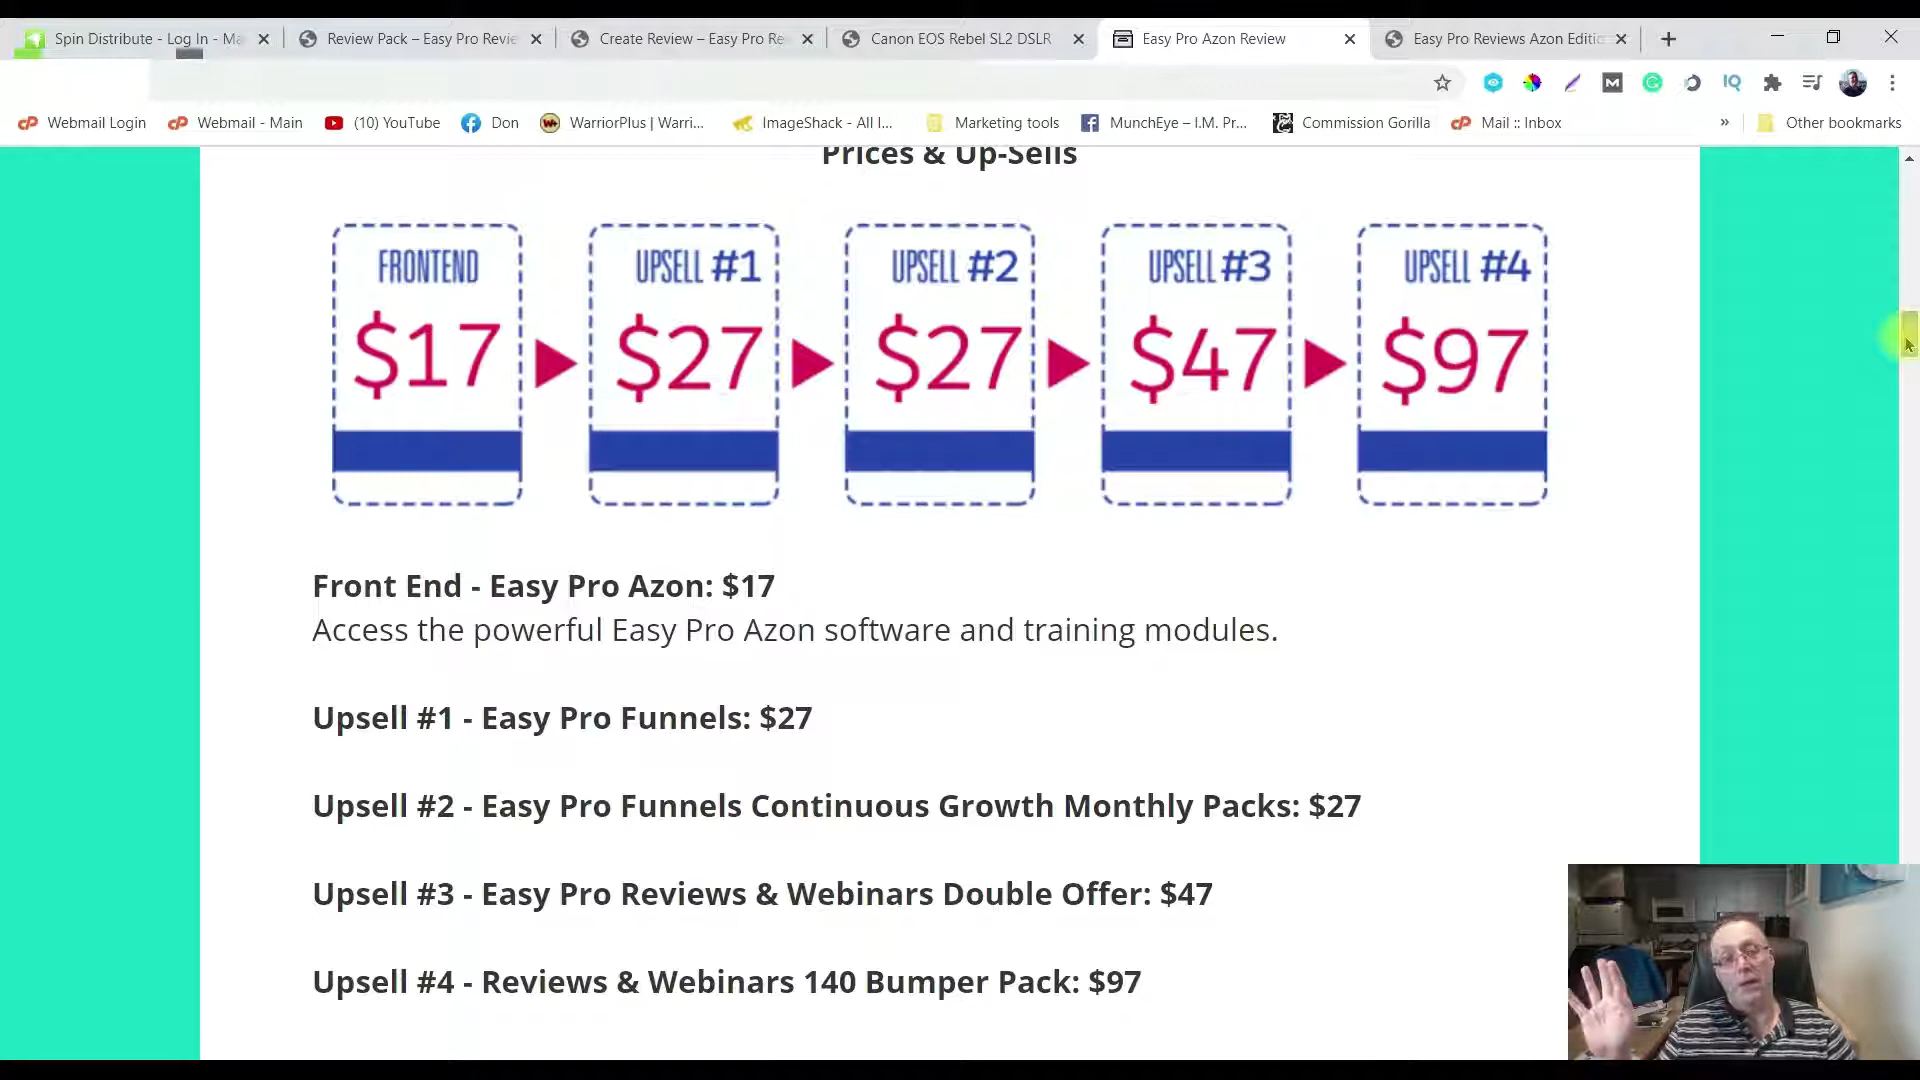 Spin Distribute - Log In - Ma
Review Pack – Easy Pro Revie
Create Review – Easy Pro Re
Canon EOS Rebel SL2 DSLR
Easy Pro Azon Review
Easy Pro Reviews Azon Editi
Webmail Login
Webmail - Main
(10) YouTube
Don
WarriorPlus | Warri...
ImageShack - All I...
Marketing tools
MunchEye – I.M. Pr...
Commission Gorilla
Mail :: Inbox
»
Other bookmarks
Prices & Up-Sells
FRONTEND
$17
UPSELL #1
$27
UPSELL #2
$27
UPSELL #3
$47
UPSELL #4
$97
Front End - Easy Pro Azon: $17
Access the powerful Easy Pro Azon software and training modules.
Upsell #1 - Easy Pro Funnels: $27
Upsell #2 - Easy Pro Funnels Continuous Growth Monthly Packs: $27
Upsell #3 - Easy Pro Reviews & Webinars Double Offer: $47
Upsell #4 - Reviews & Webinars 140 Bumper Pack: $97